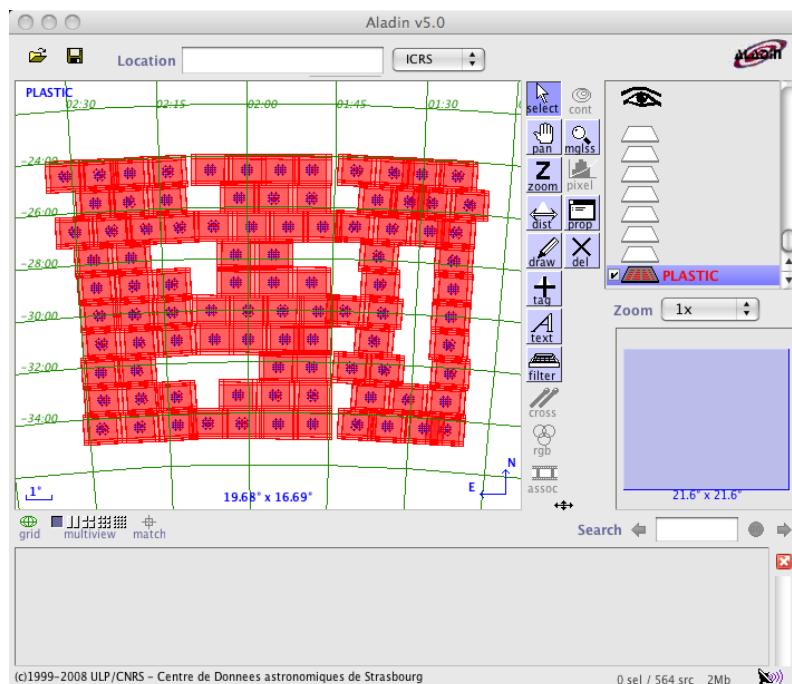 Aladin v5.0
Location ICRS
Aladin
PLASTIC
02:30 02:15 02:00 01:45 01:30
-24:00
-26:00
-28:00
-30:00
-32:00
-34:00
1°
19.68° x 16.69°
N
E
select cont
pan mglss
Z
zoom pixel
dist prop
draw del
tag
A
text
filter
cross
rgb
assoc
PLASTIC
Zoom 1x
21.6° x 21.6°
grid multiview match
Search
(c)1999-2008 ULP/CNRS - Centre de Donnees astronomiques de Strasbourg
0 sel / 564 src 2Mb